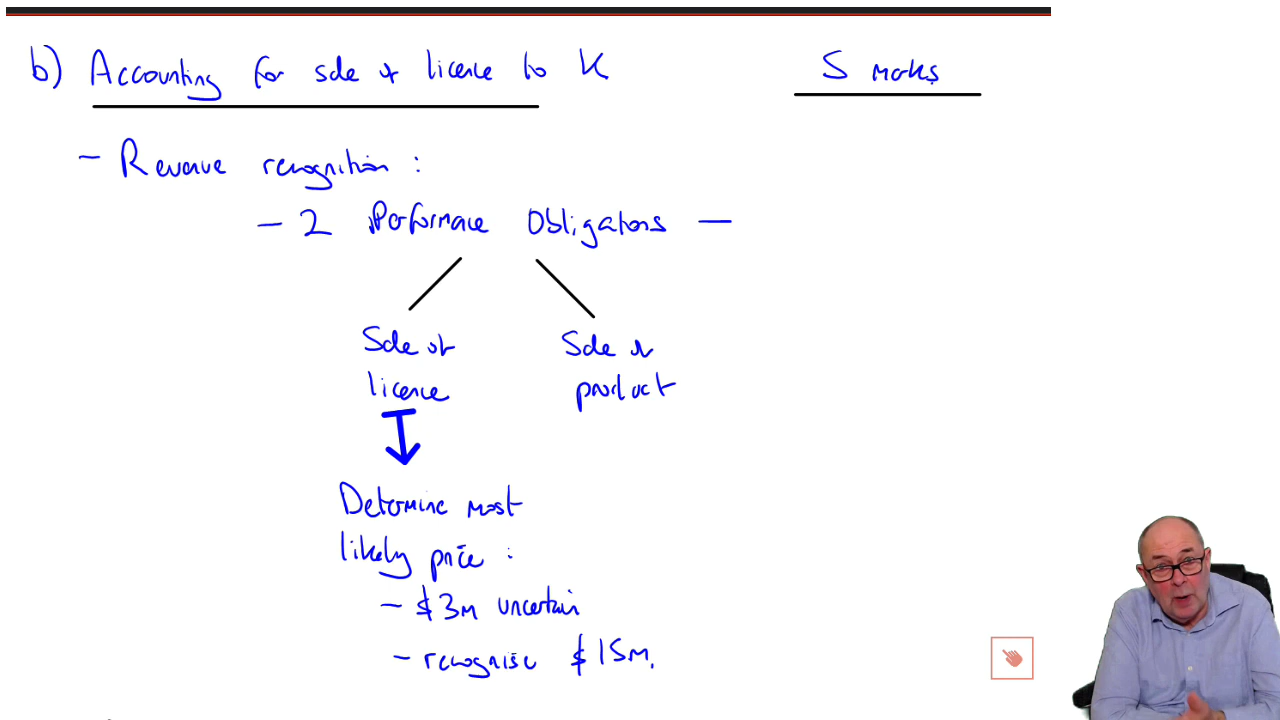 b) Accounting for sale & licence to K
5 marks
- Revenue recognition :
- 2 Performance Obligations -
Sale of licence
Sale of product
Determine most
likely price :
- $3m uncertain
- recognise $15m.